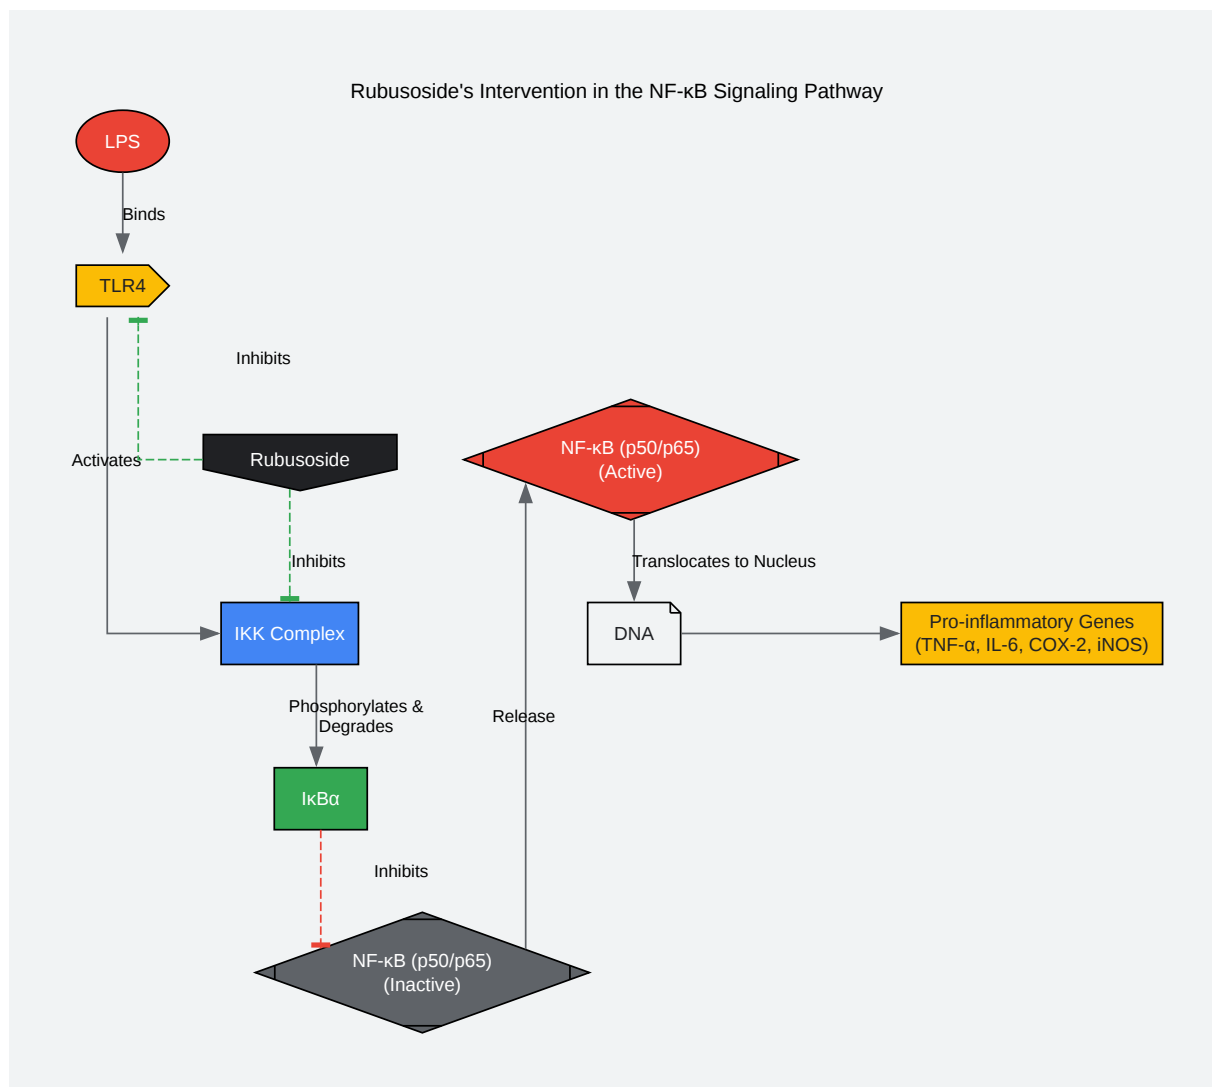 Rubusoside's Intervention in the NF-κB Signaling Pathway
LPS
Binds
TLR4
Inhibits
Activates
Rubusoside
NF-κB (p50/p65)
(Active)
Inhibits
Translocates to Nucleus
IKK Complex
DNA
Pro-inflammatory Genes
(TNF-α, IL-6, COX-2, iNOS)
Phosphorylates &
Degrades
Release
IκBα
Inhibits
NF-κB (p50/p65)
(Inactive)